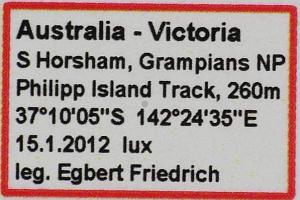 Australia - Victoria
S Horsham, Grampians NP
Philipp Island Track, 260m
37°10'05"S 142°24'35"E
15.1.2012 lux
leg. Egbert Friedrich